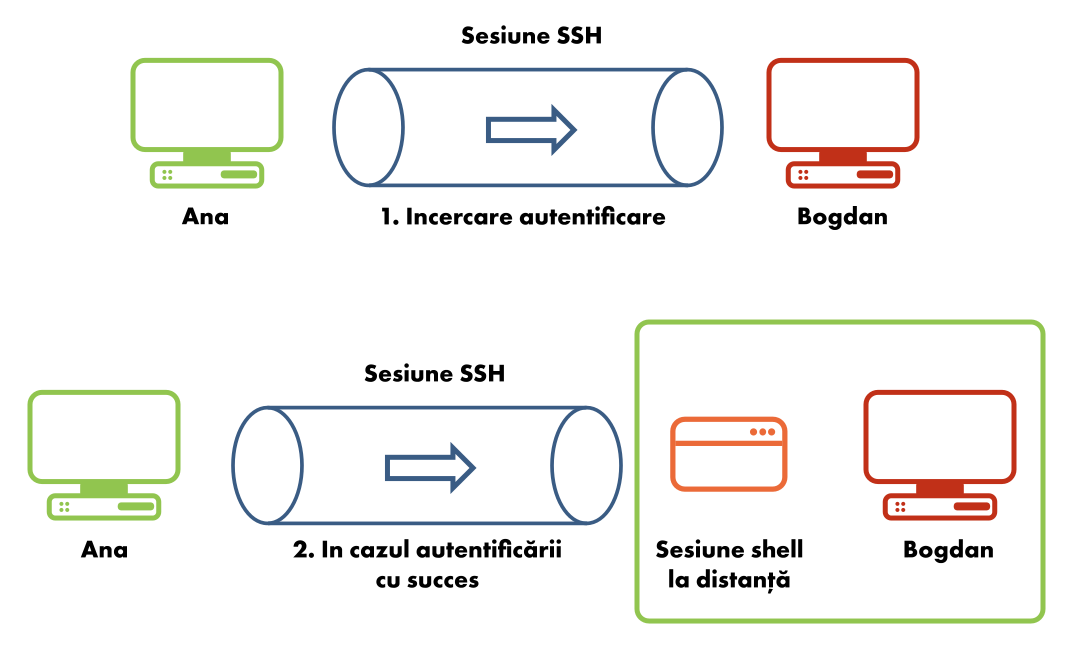 Sesiune SSH
Ana
1. Incercare autentificare
Bogdan
Sesiune SSH
Ana
2. In cazul autentificării
cu succes
Sesiune shell
la distanță
Bogdan